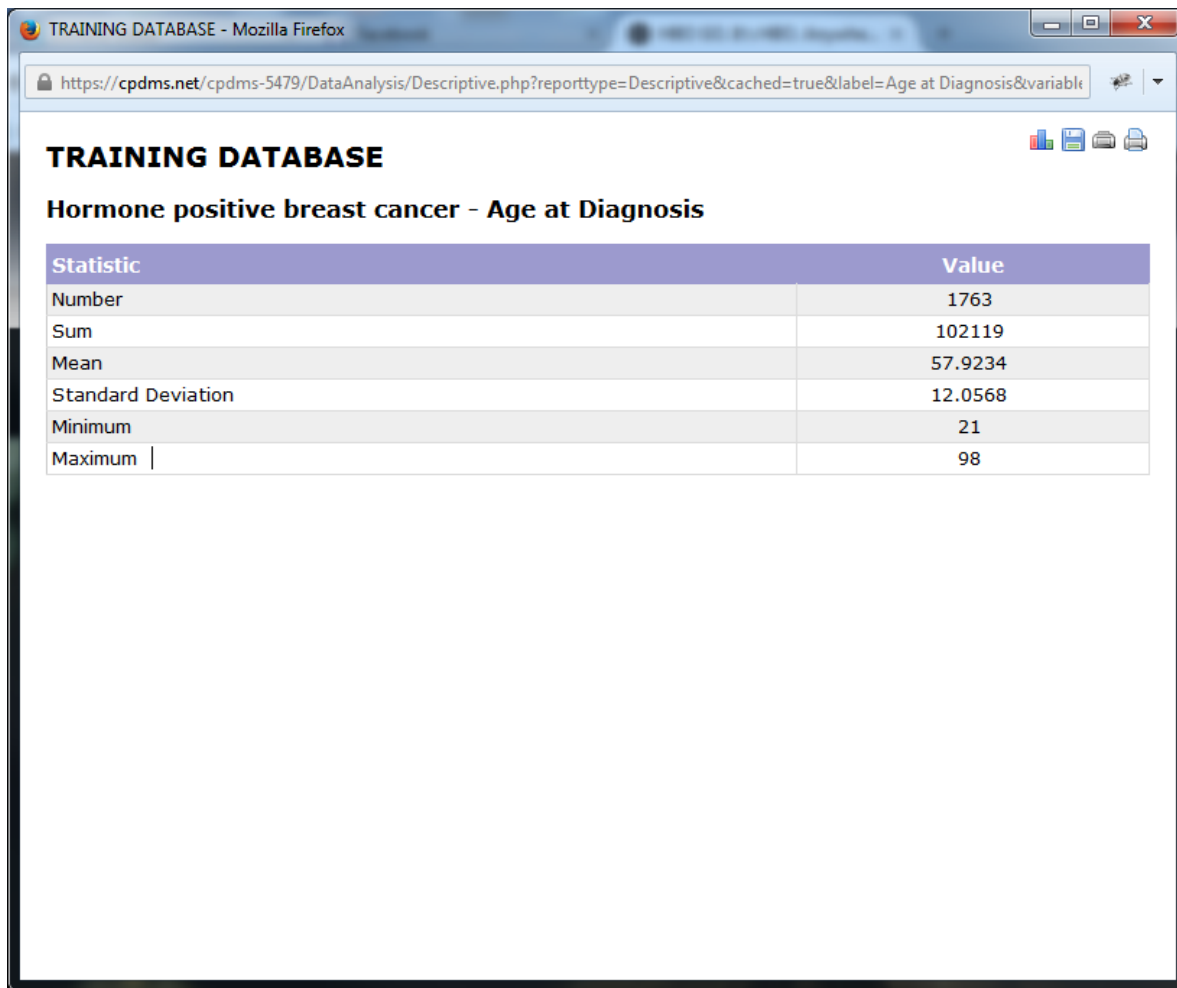 TRAINING DATABASE - Mozilla Firefox
https://cpdms.net/cpdms-5479/DataAnalysis/Descriptive.php?reporttype=Descriptive&cached=true&label=Age at Diagnosis&variable
TRAINING DATABASE
Hormone positive breast cancer - Age at Diagnosis
Statistic Value
Number 1763
Sum 102119
Mean 57.9234
Standard Deviation 12.0568
Minimum 21
Maximum 98